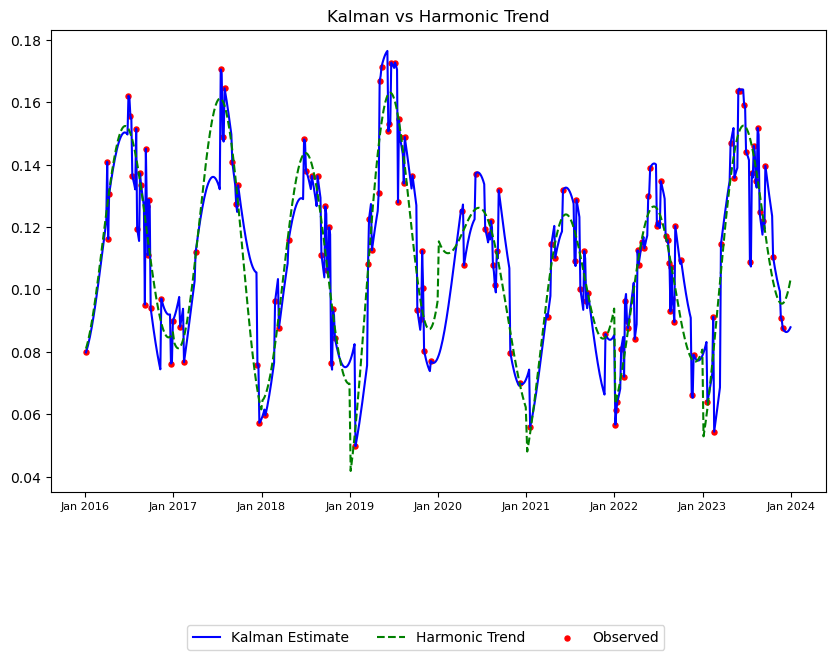 Kalman vs Harmonic Trend
0.18
0.16
0.14
0.12
0.10
0.08
0.06
0.04
Jan 2016 Jan 2017 Jan 2018 Jan 2019 Jan 2020 Jan 2021 Jan 2022 Jan 2023 Jan 2024
Kalman Estimate Harmonic Trend Observed